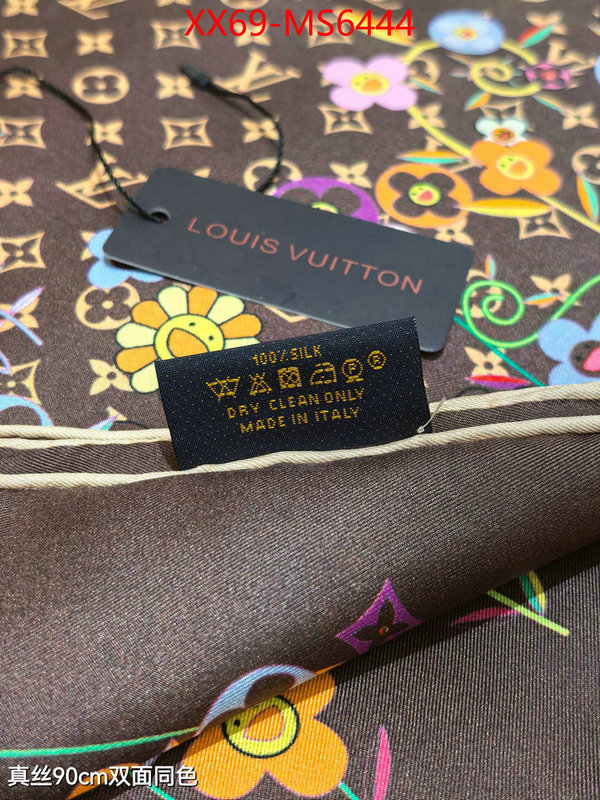 XX69-MS6444
LOUIS VUITTON
100% SILK
DRY CLEAN ONLY
MADE IN ITALY
真丝90cm双面同色